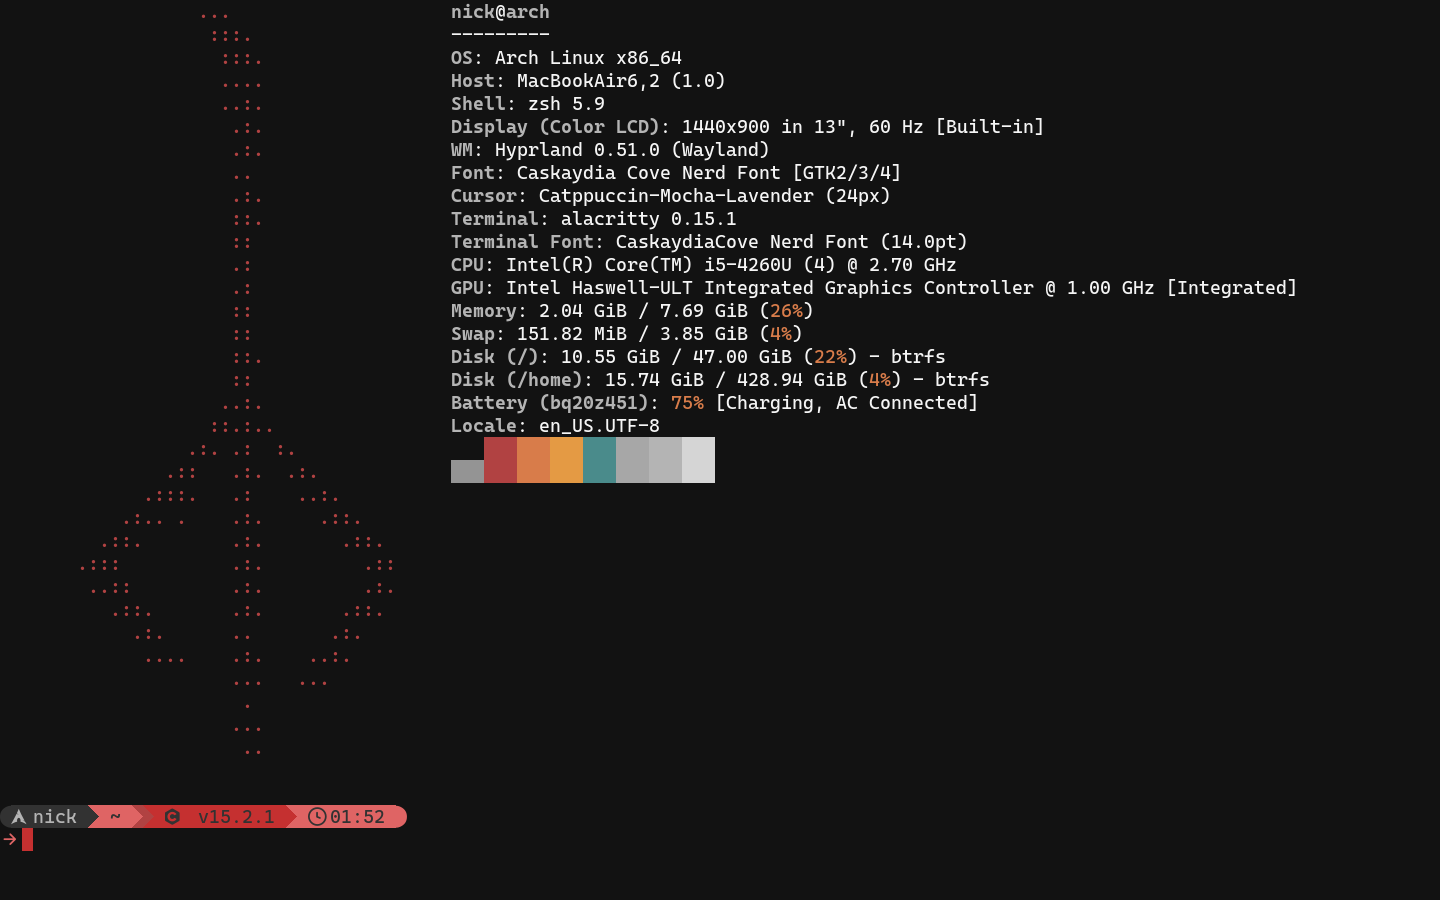 nick@arch
---------
OS: Arch Linux x86_64
Host: MacBookAir6,2 (1.0)
Shell: zsh 5.9
Display (Color LCD): 1440x900 in 13", 60 Hz [Built-in]
WM: Hyprland 0.51.0 (Wayland)
Font: Caskaydia Cove Nerd Font [GTK2/3/4]
Cursor: Catppuccin-Mocha-Lavender (24px)
Terminal: alacritty 0.15.1
Terminal Font: CaskaydiaCove Nerd Font (14.0pt)
CPU: Intel(R) Core(TM) i5-4260U (4) @ 2.70 GHz
GPU: Intel Haswell-ULT Integrated Graphics Controller @ 1.00 GHz [Integrated]
Memory: 2.04 GiB / 7.69 GiB (26%)
Swap: 151.82 MiB / 3.85 GiB (4%)
Disk (/): 10.55 GiB / 47.00 GiB (22%) - btrfs
Disk (/home): 15.74 GiB / 428.94 GiB (4%) - btrfs
Battery (bq20z451): 75% [Charging, AC Connected]
Locale: en_US.UTF-8
nick ~ C v15.2.1 01:52
→